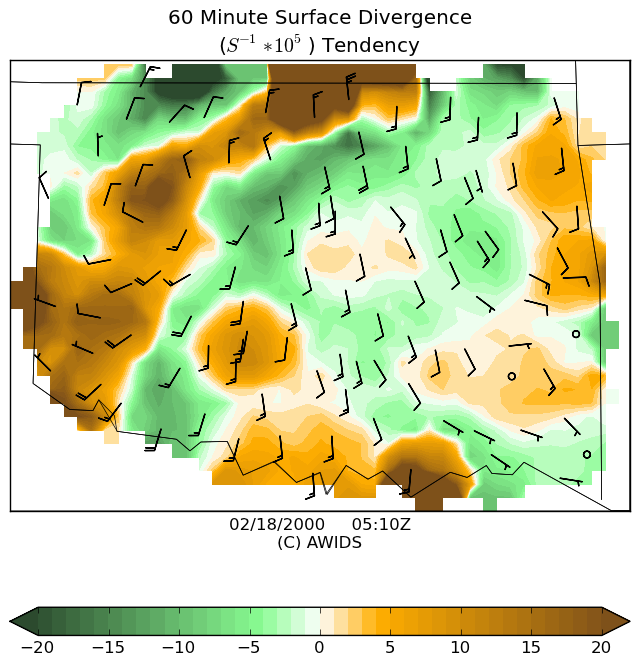 60 Minute Surface Divergence
(S⁻¹ *10⁵ ) Tendency
02/18/2000 05:10Z
(C) AWIDS
−20 −15 −10 −5 0 5 10 15 20